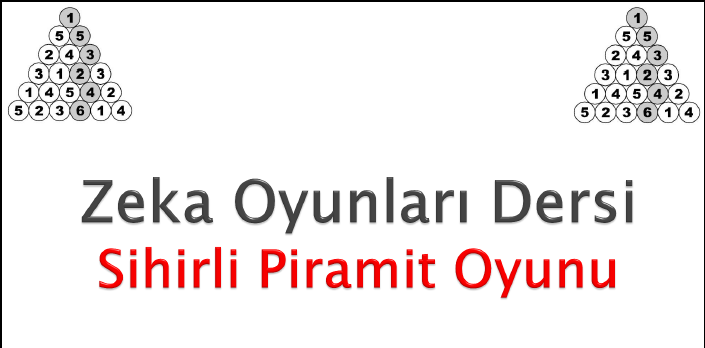 1 1
5 5 5 5
2 4 3 2 4 3
3 1 2 3 3 1 2 3
1 4 5 4 2 1 4 5 4 2
5 2 3 6 1 4 5 2 3 6 1 4
Zeka Oyunları Dersi
Sihirli Piramit Oyunu